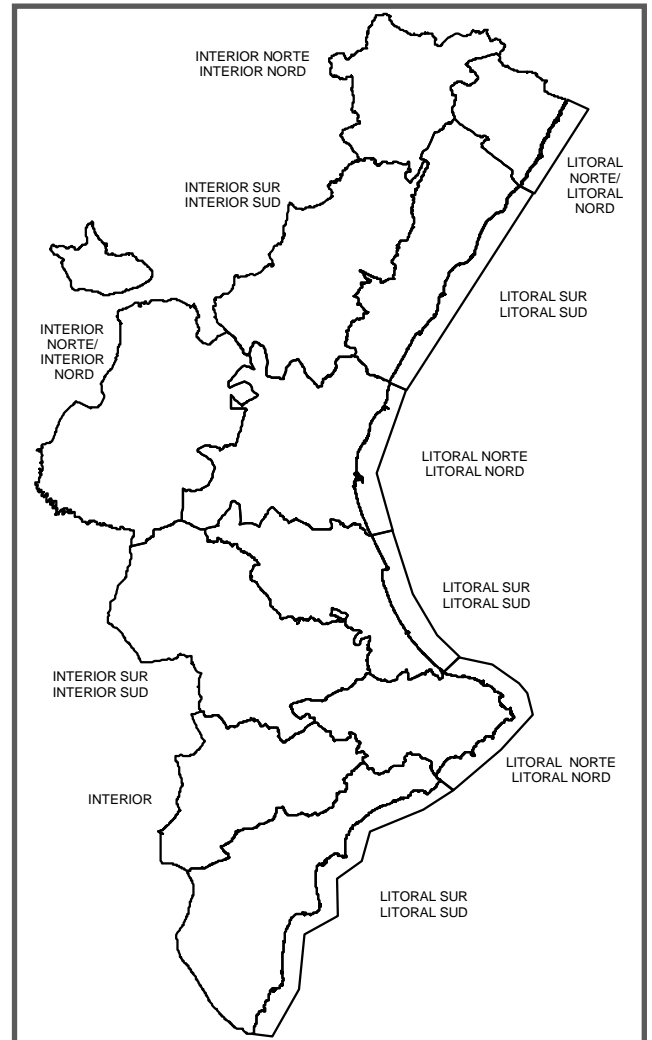 INTERIOR NORTE
INTERIOR NORD
LITORAL
NORTE/
LITORAL
NORD
INTERIOR SUR
INTERIOR SUD
LITORAL SUR
LITORAL SUD
INTERIOR
NORTE/
INTERIOR
NORD
LITORAL NORTE
LITORAL NORD
LITORAL SUR
LITORAL SUD
INTERIOR SUR
INTERIOR SUD
LITORAL NORTE
LITORAL NORD
INTERIOR
LITORAL SUR
LITORAL SUD